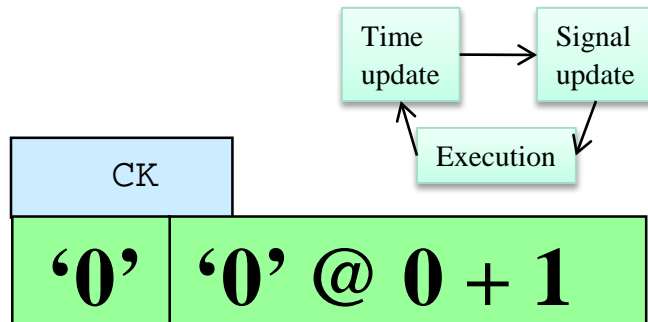 Time
update
Signal
update
Execution
CK
‘0’ ‘0’ @ 0 + 1